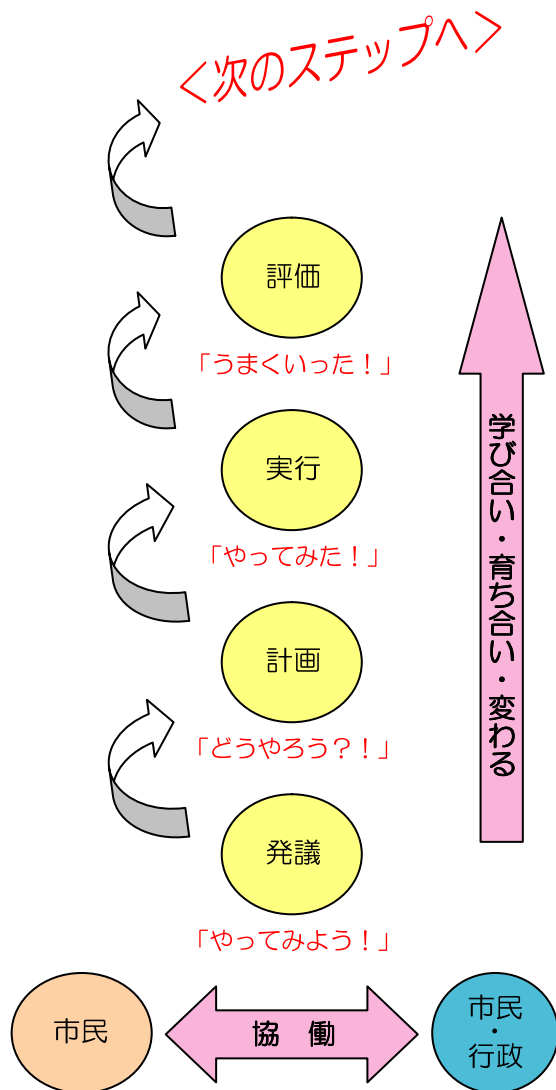 ＜次のステップへ＞
評価
「うまくいった！」
実行
「やってみた！」
計画
「どうやろう？！」
発議
「やってみよう！」
学び合い・育ち合い・変わる
市民
協　働
市民
・
行政